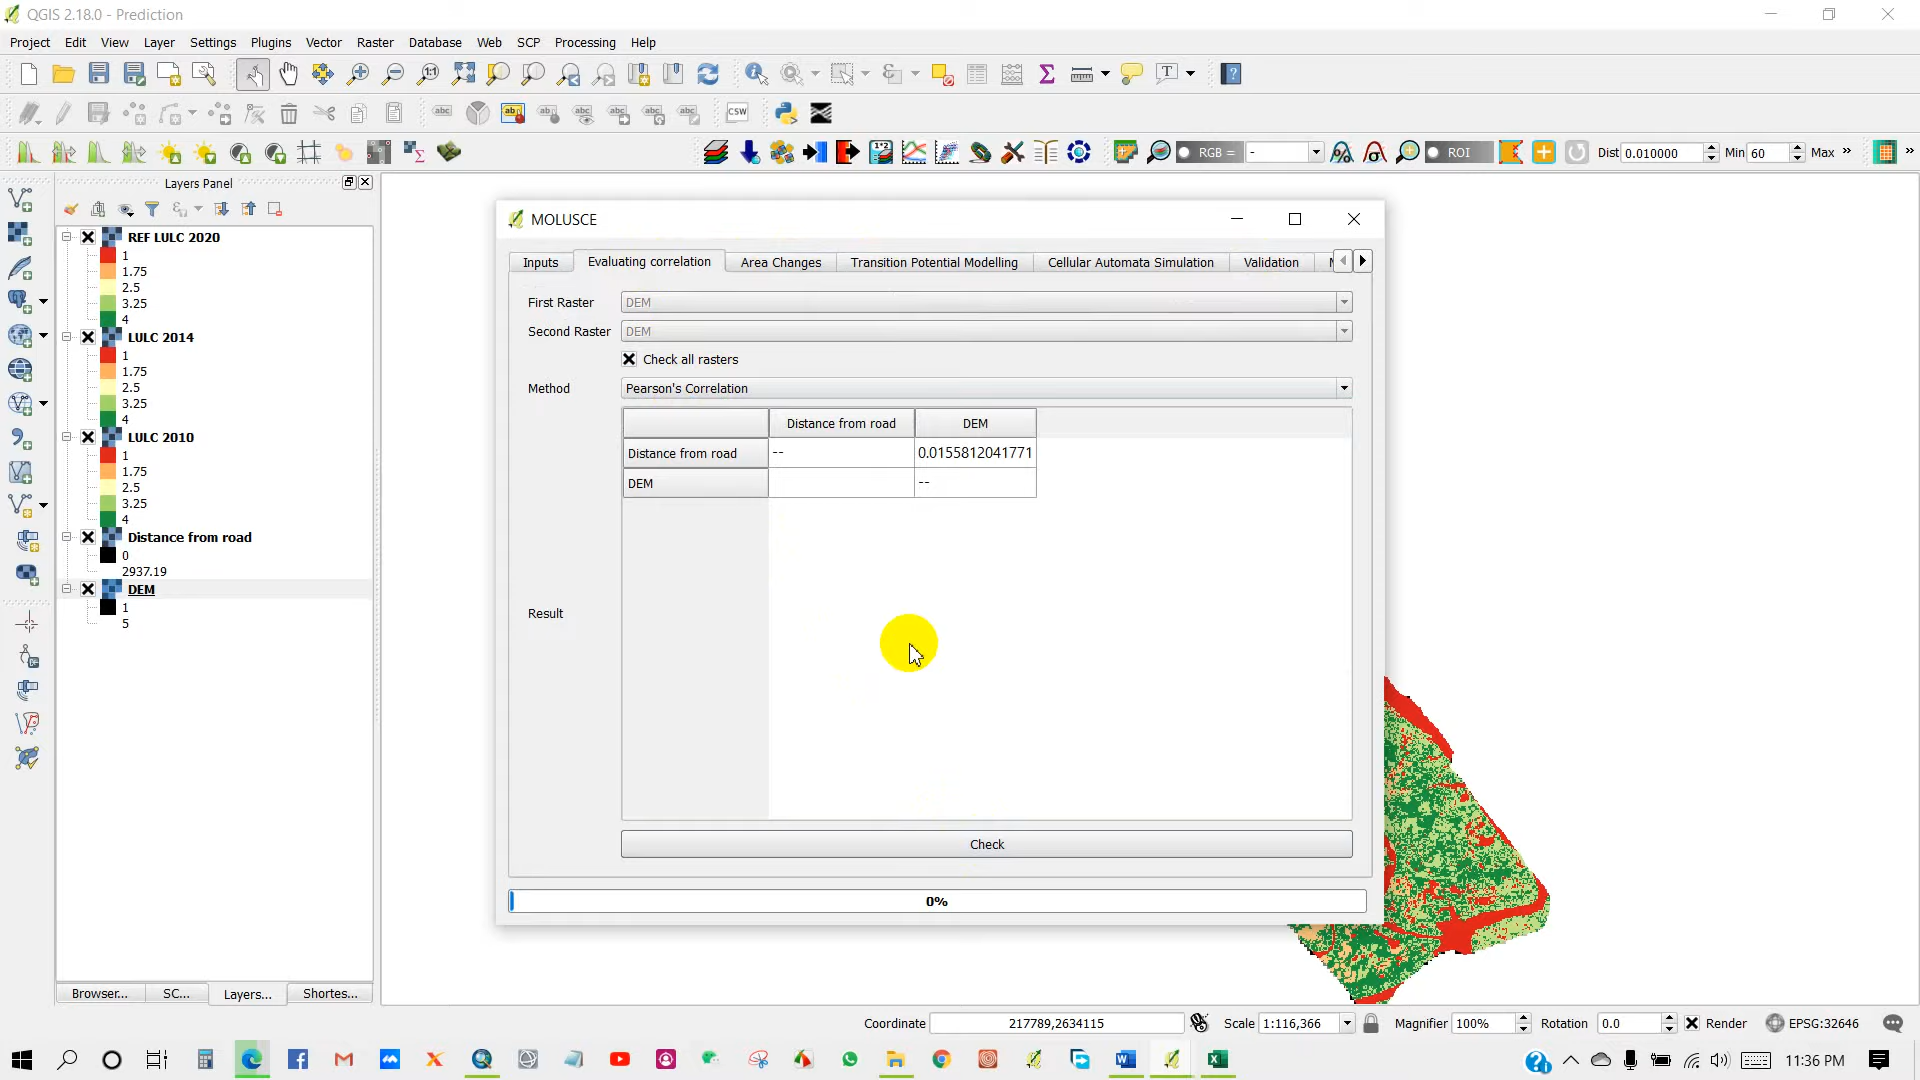 QGIS 2.18.0 - Prediction
Project Edit View Layer Settings Plugins Vector Raster Database Web SCP Processing Help
RGB = - ROI Dist 0.010000 Min 60 Max »
Layers Panel
REF LULC 2020
1
1.75
2.5
3.25
4
LULC 2014
1
1.75
2.5
3.25
4
LULC 2010
1
1.75
2.5
3.25
4
Distance from road
0
2937.19
DEM
1
5
Browser... SC... Layers... Shortes...
MOLUSCE
Inputs Evaluating correlation Area Changes Transition Potential Modelling Cellular Automata Simulation Validation
First Raster DEM
Second Raster DEM
Check all rasters
Method Pearson's Correlation
Distance from road DEM
Distance from road -- 0.0155812041771
DEM --
Result
Check
0%
Coordinate 217789,2634115 Scale 1:116,366 Magnifier 100% Rotation 0.0 Render EPSG:32646
11:36 PM